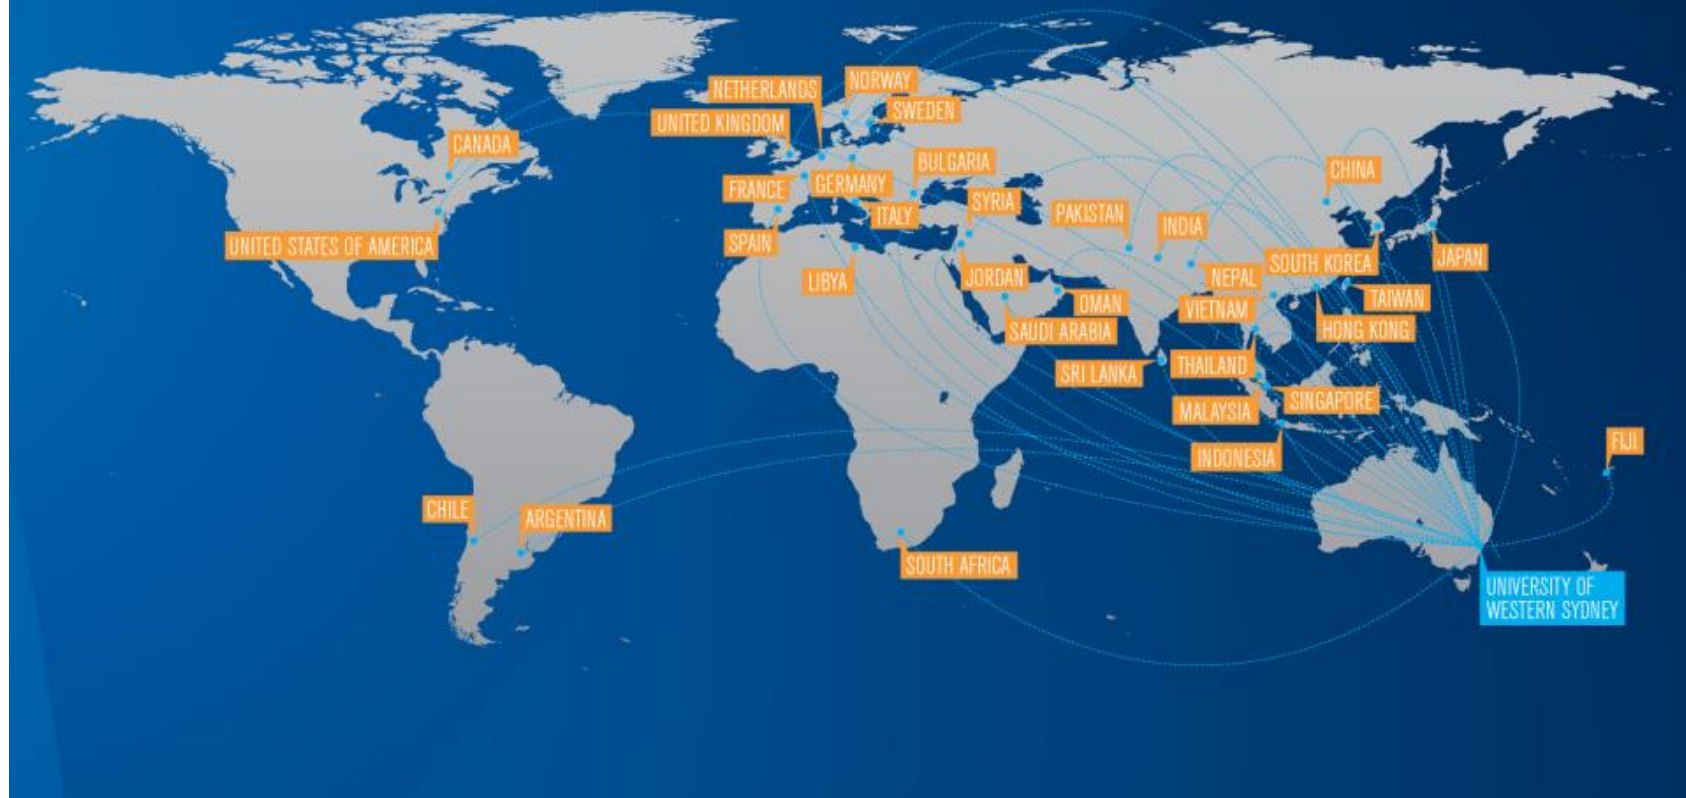 NORWAY
NETHERLANDS
SWEDEN
UNITED KINGDOM
CANADA
BULGARIA
CHINA
FRANCE
GERMANY
SYRIA
PAKISTAN
ITALY
INDIA
UNITED STATES OF AMERICA
SPAIN
SOUTH KOREA
JAPAN
LIBYA
JORDAN
NEPAL
OMAN
TAIWAN
VIETNAM
SAUDI ARABIA
HONG KONG
SRI LANKA
THAILAND
SINGAPORE
MALAYSIA
FIJI
INDONESIA
CHILE
ARGENTINA
SOUTH AFRICA
UNIVERSITY OF
WESTERN SYDNEY